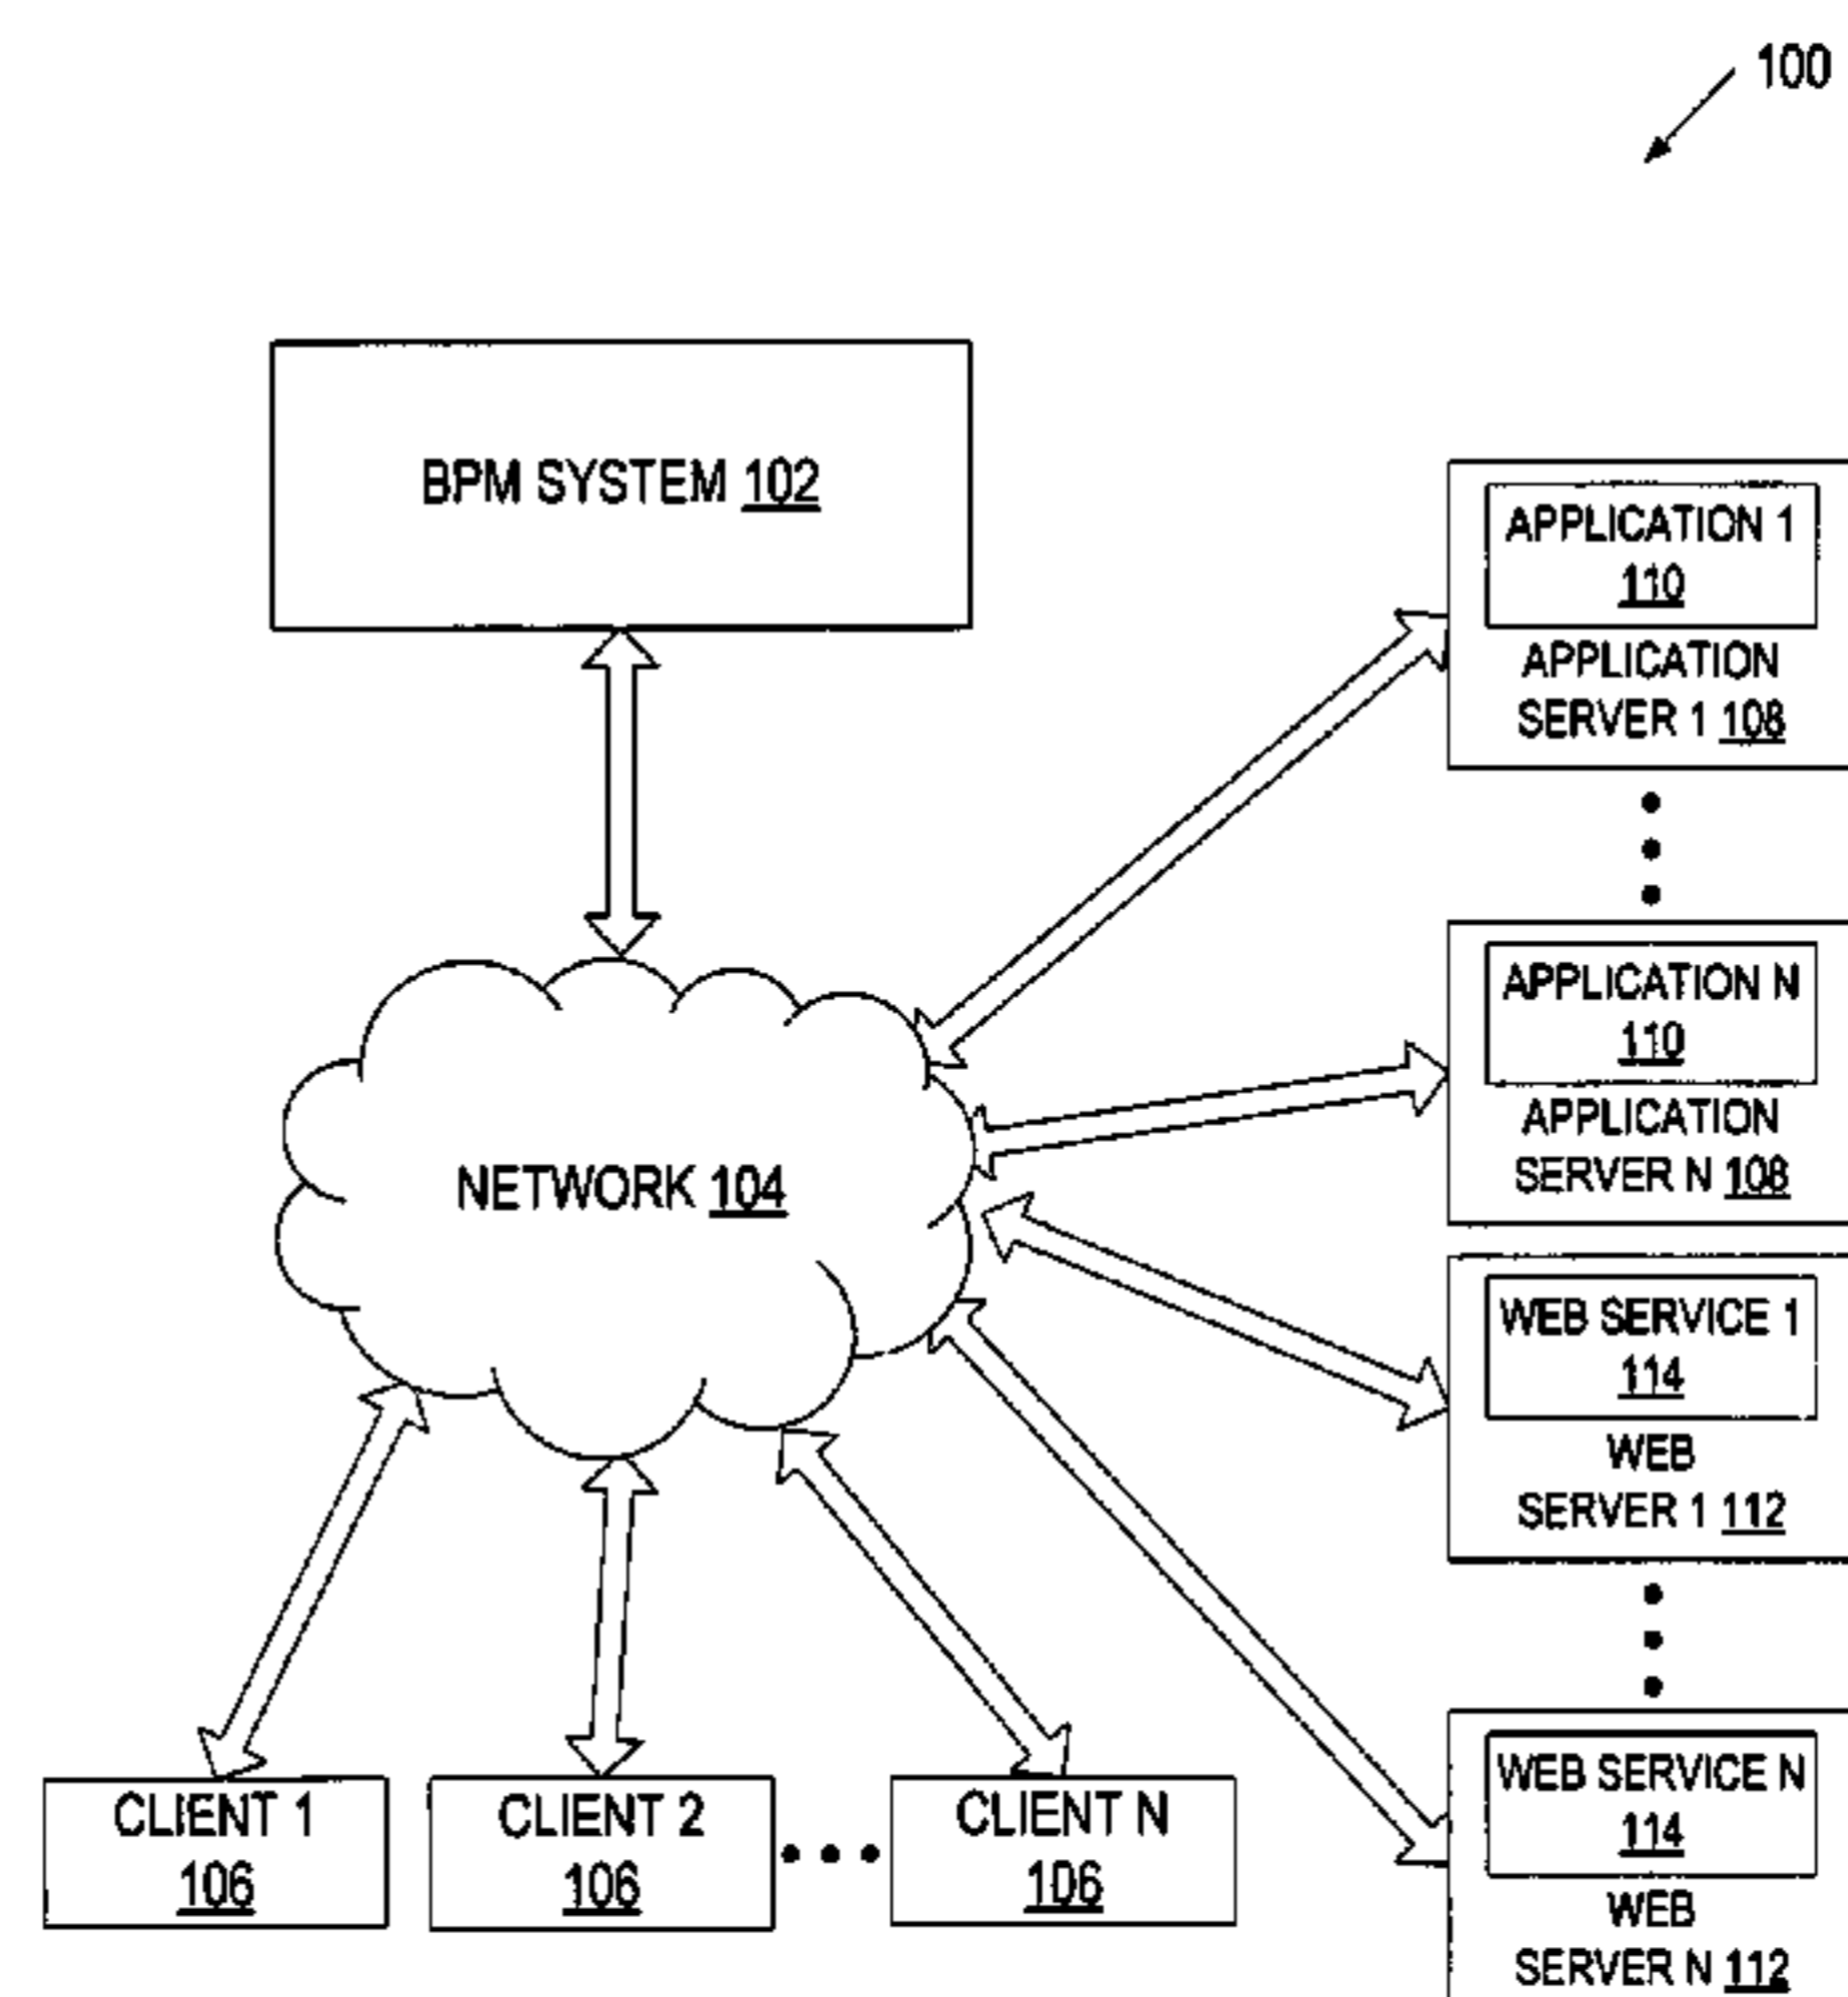 100
BPM SYSTEM 102
APPLICATION 1
110
APPLICATION
SERVER 1 108
APPLICATION N
110
APPLICATION
SERVER N 108
NETWORK 104
WEB SERVICE 1
114
WEB
SERVER 1 112
WEB SERVICE N
114
WEB
SERVER N 112
CLIENT 1
106
CLIENT 2
106
CLIENT N
106